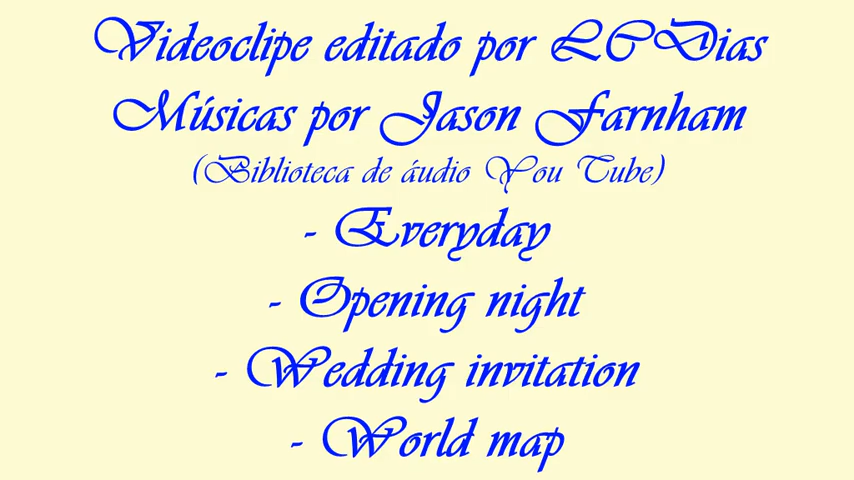 Videoclipe editado por LCDias
Músicas por Jason Farnham
(Biblioteca de áudio You Tube)
- Everyday
- Opening night
- Wedding invitation
- World map